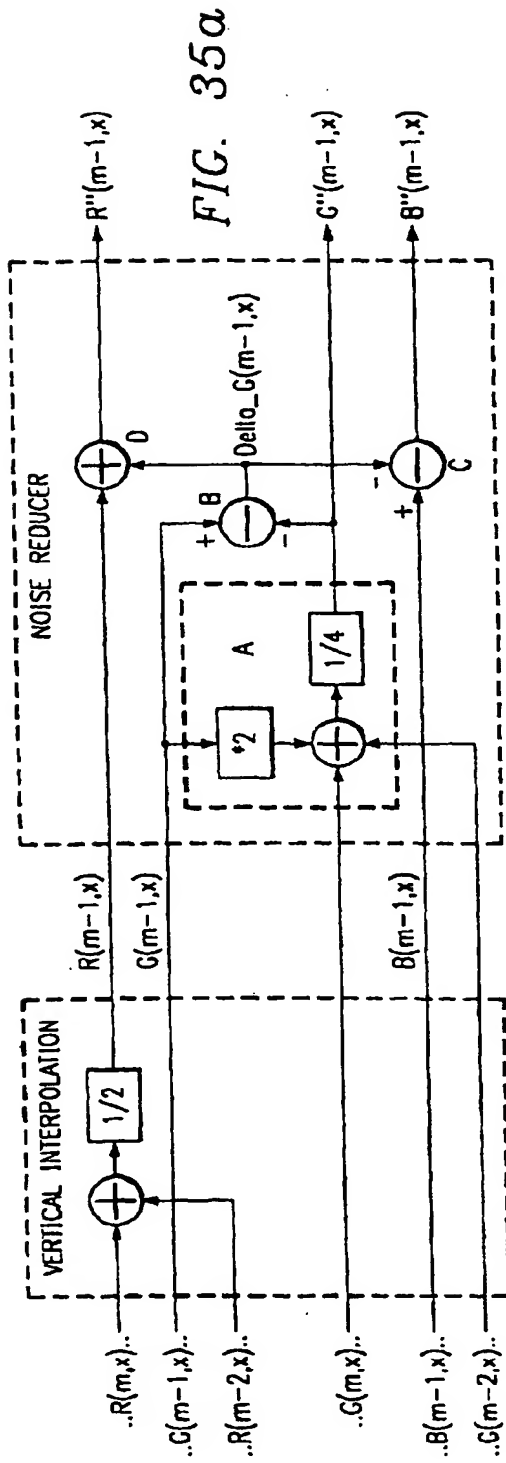 FIG. 35a
VERTICAL INTERPOLATION
NOISE REDUCER
..R(m,x)..
..G(m-1,x)..
..R(m-2,x)..
..G(m,x)..
..B(m-1,x)..
..G(m-2,x)..
+
1/2
R(m-1,x)
G(m-1,x)
B(m-1,x)
*2
+
1/4
A
+
−
-
B
Delta_G(m-1,x)
+
D
-
+
−
C
R"(m-1,x)
G"(m-1,x)
B"(m-1,x)